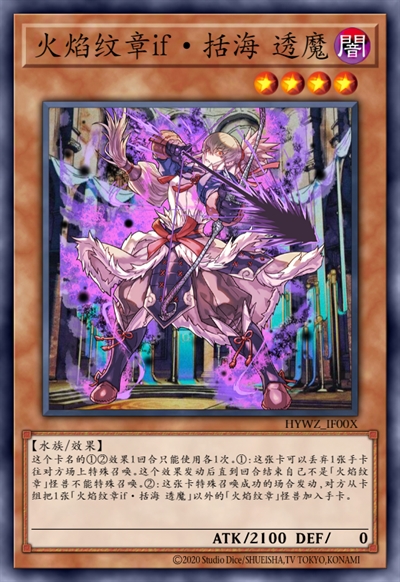 火焰纹章if·括海 透魔
闇
HYWZ_IF00X
【水族/效果】
这个卡名的①②效果1回合只能使用各1次。①:这张卡可以丢弃1张手卡
往对方场上特殊召唤。这个效果发动后直到回合结束自己不是「火焰纹
章」怪兽不能特殊召唤。②:这张卡特殊召唤成功的场合发动,对方从卡
组把1张「火焰纹章if·括海 透魔」以外的「火焰纹章」怪兽加入手卡。
ATK/2100 DEF/ 0
©2020 Studio Dice/SHUEISHA,TV TOKYO,KONAMI